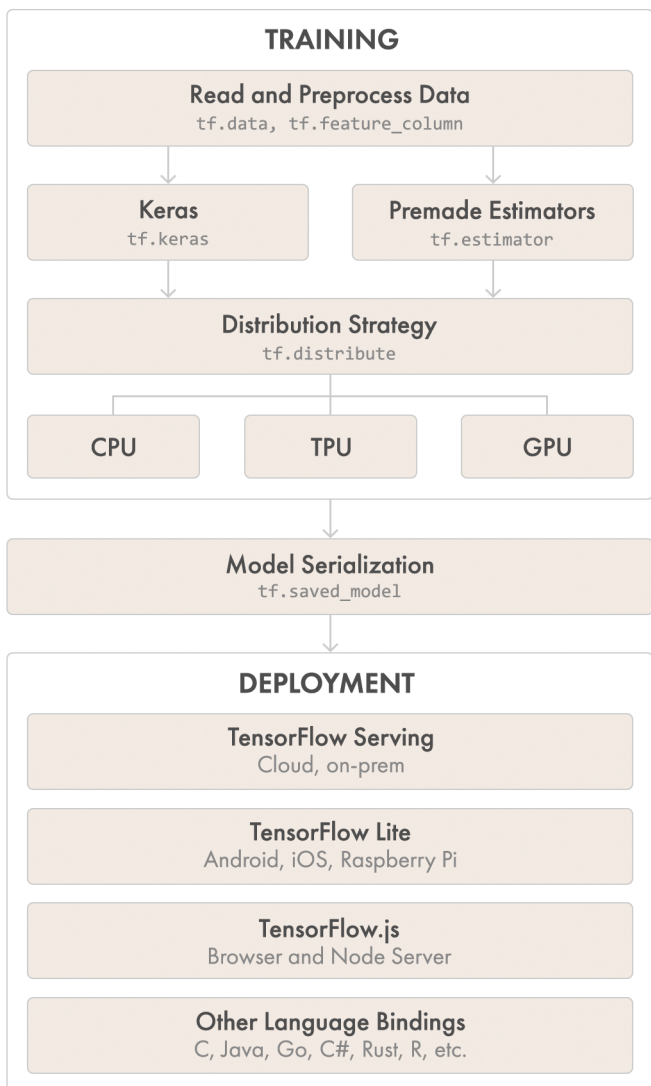 TRAINING
Read and Preprocess Data
tf.data, tf.feature_column
Keras
tf.keras
Premade Estimators
tf.estimator
Distribution Strategy
tf.distribute
CPU
TPU
GPU
Model Serialization
tf.saved_model
DEPLOYMENT
TensorFlow Serving
Cloud, on-prem
TensorFlow Lite
Android, iOS, Raspberry Pi
TensorFlow.js
Browser and Node Server
Other Language Bindings
C, Java, Go, C#, Rust, R, etc.